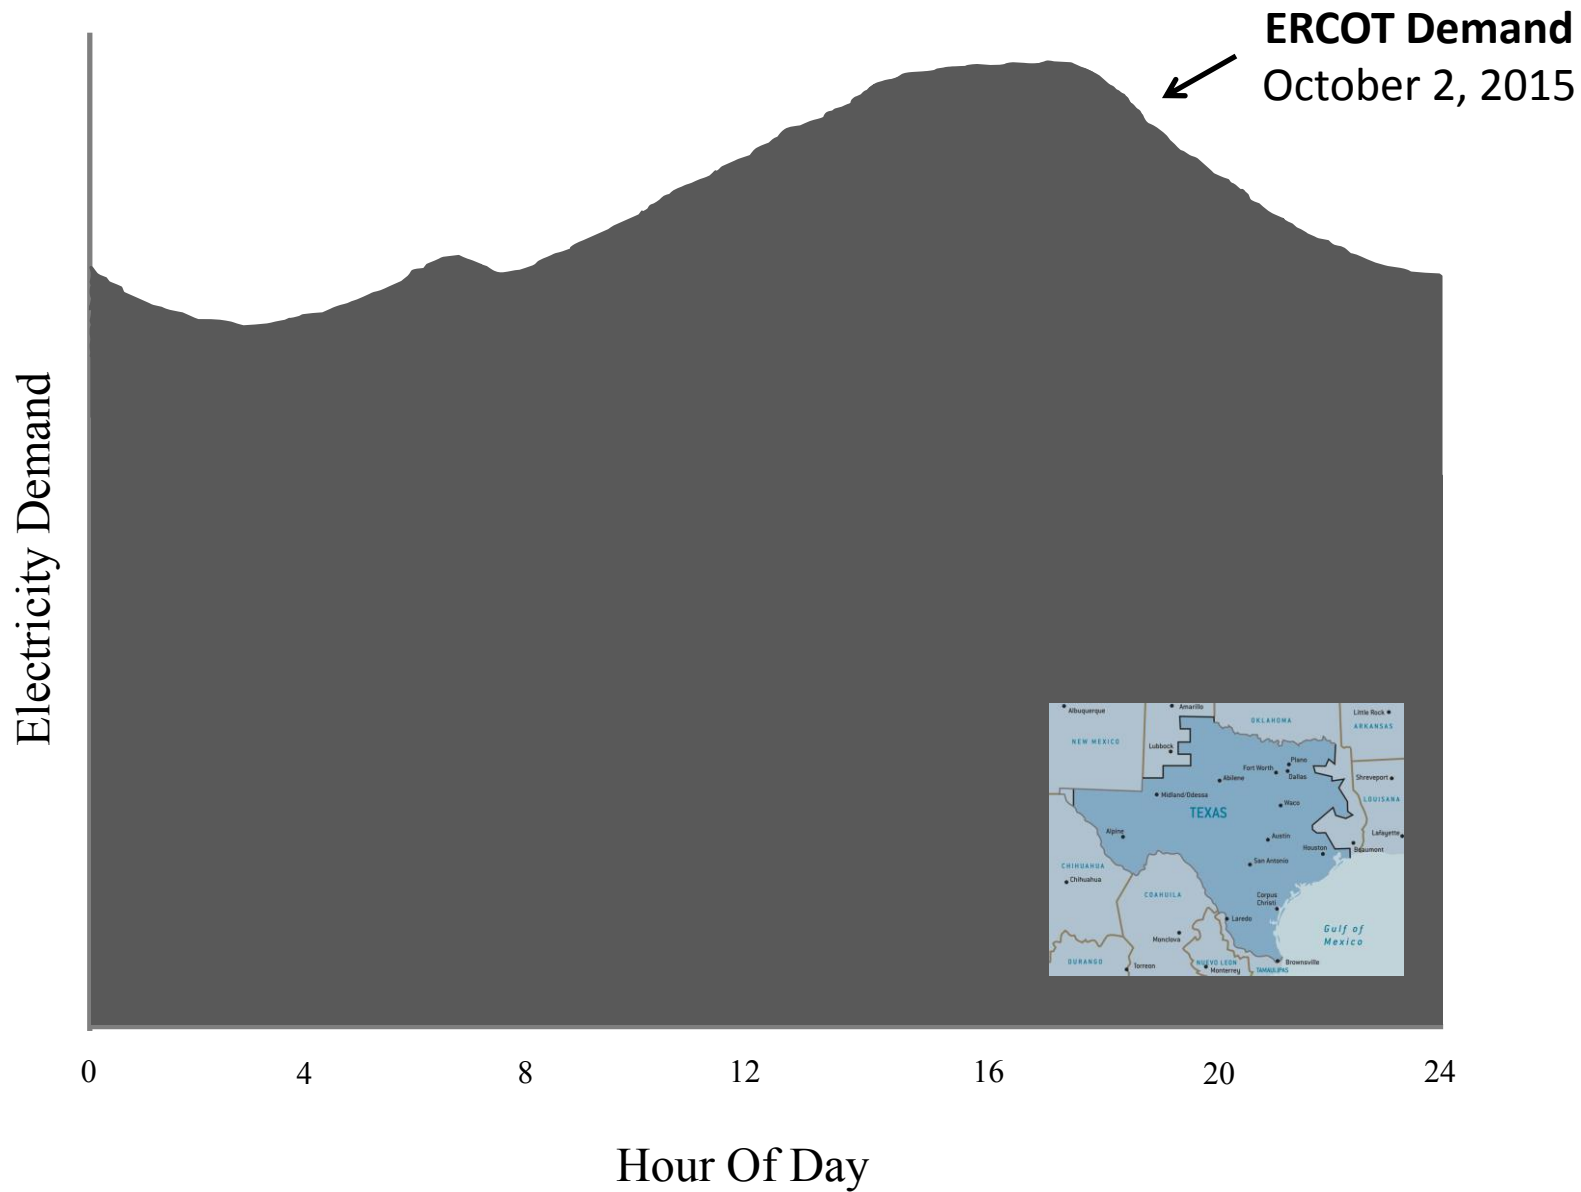 ERCOT Demand
October 2, 2015
Electricity Demand
Albuquerque
Amarillo
Little Rock
OKLAHOMA
ARKANSAS
NEW MEXICO
Lubbock
Plano
Fort Worth
Dallas
Abilene
Shreveport
Midland/Odessa
LOUISIANA
Waco
TEXAS
Alpine
Austin
Lafayette
Houston
Beaumont
San Antonio
CHIHUAHUA
Chihuahua
COAHUILA
Corpus
Christi
Laredo
Gulf of
Mexico
Monclova
DURANGO
Torreon
NUEVO LEON
Monterrey
TAMAULIPAS
Brownsville
0 4 8 12 16 20 24
Hour Of Day